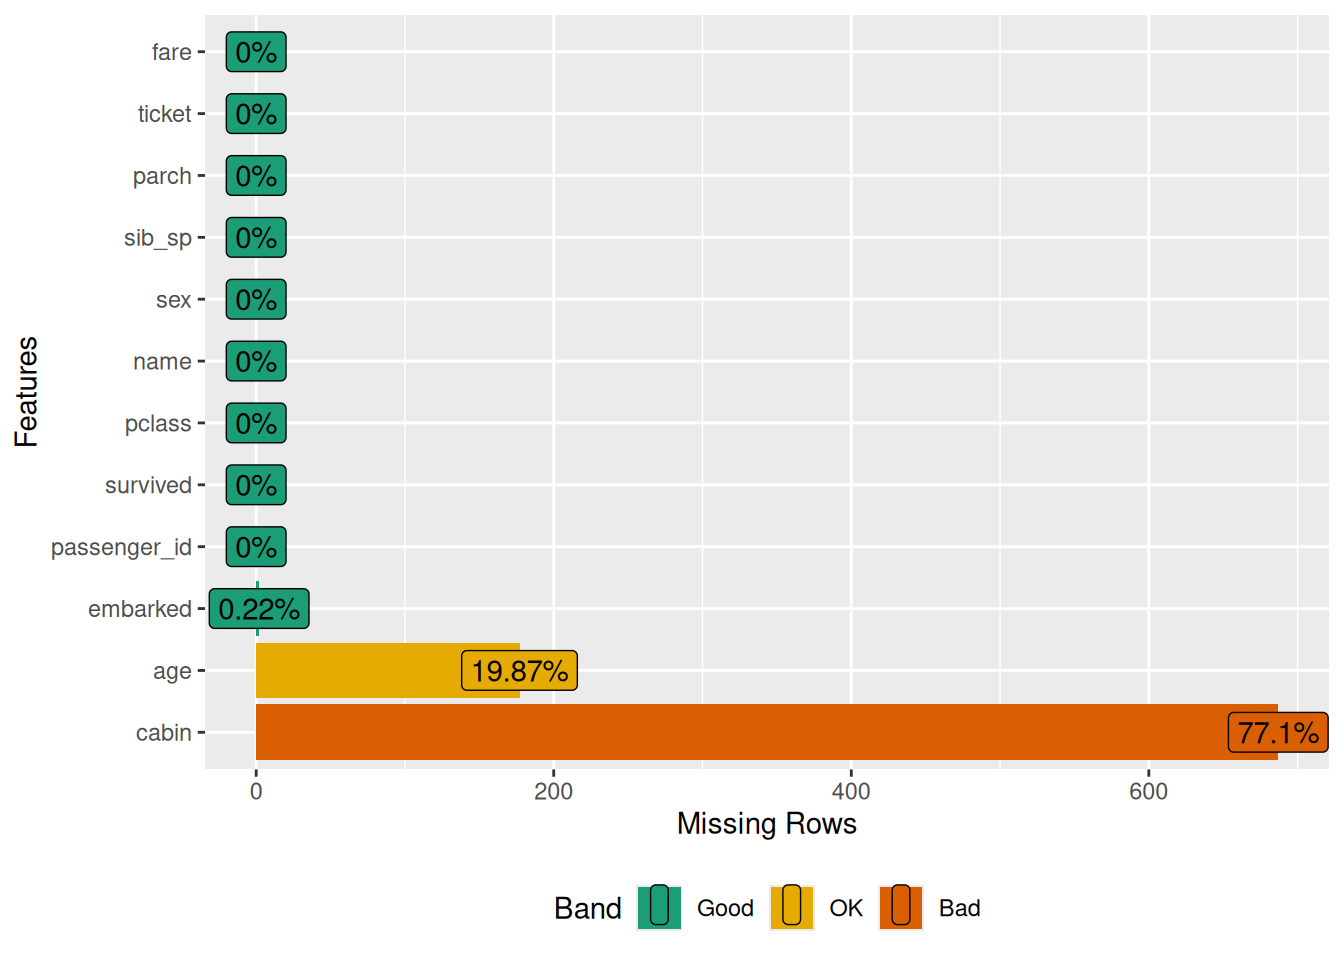 fare 0%
ticket 0%
parch 0%
sib_sp 0%
sex 0%
name 0%
pclass 0%
survived 0%
passenger_id 0%
embarked 0.22%
age 19.87%
cabin 77.1%
Features
0 200 400 600
Missing Rows
Band Good OK Bad